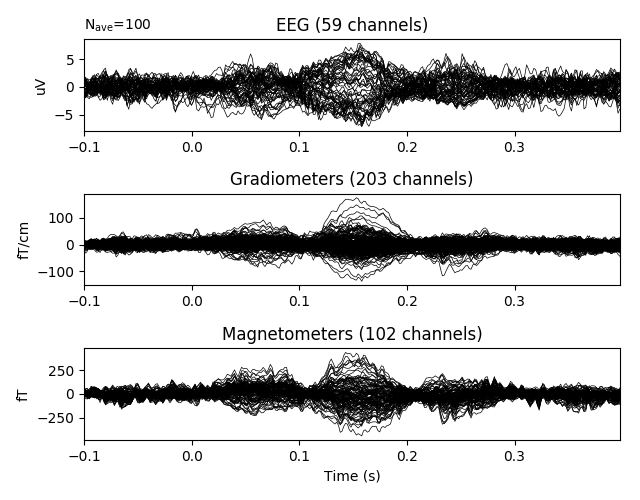 N_ave=100
EEG (59 channels)
5
0
−5
uV
−0.1 0.0 0.1 0.2 0.3
Gradiometers (203 channels)
100
0
−100
fT/cm
−0.1 0.0 0.1 0.2 0.3
Magnetometers (102 channels)
250
0
−250
fT
−0.1 0.0 0.1 0.2 0.3
Time (s)